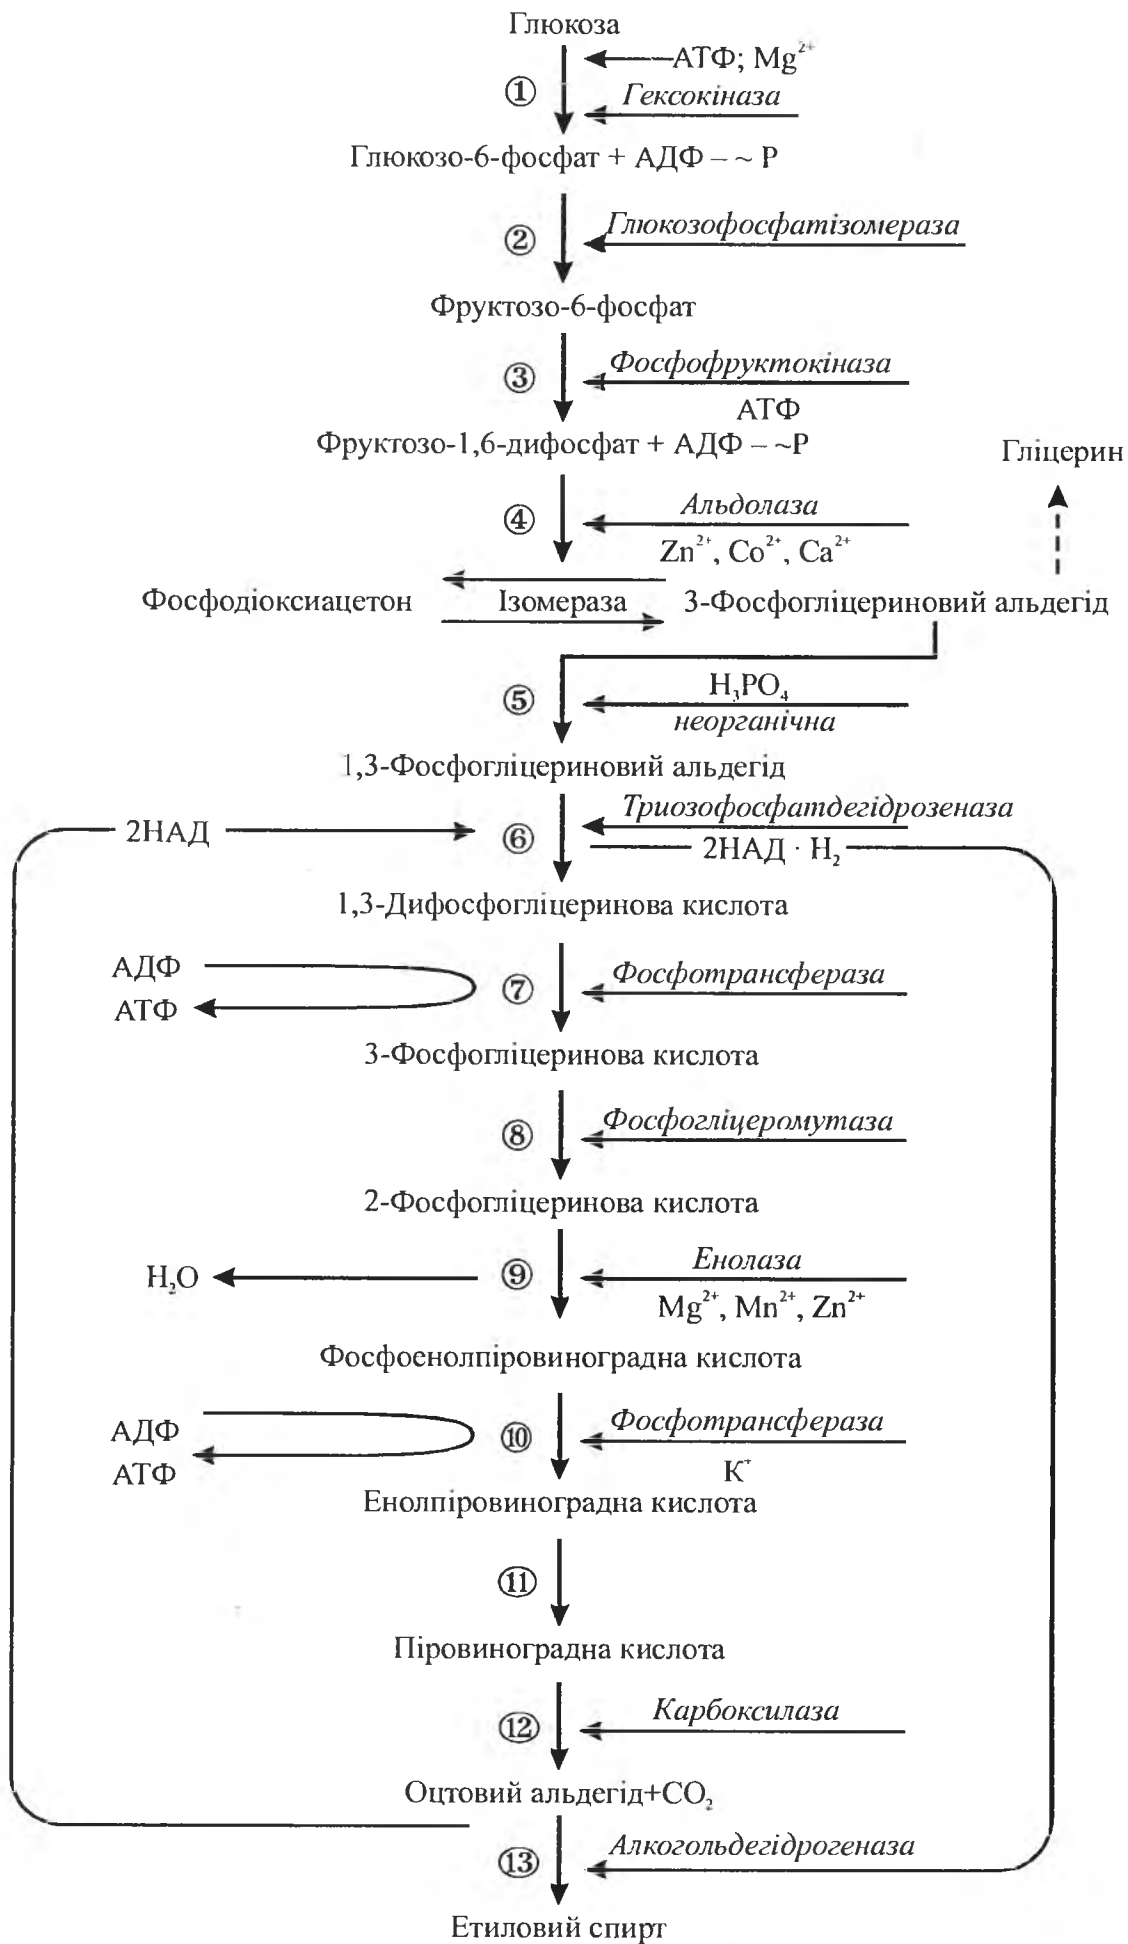 Глюкоза
АТФ; Mg²⁺
① Гексокіназа
Глюкозо-6-фосфат + АДФ – ~ Р
② Глюкозофосфатізомераза
Фруктозо-6-фосфат
③ Фосфофруктокіназа
АТФ
Фруктозо-1,6-дифосфат + АДФ – ~Р
Гліцерин
④ Альдолаза
Zn²⁺, Co²⁺, Ca²⁺
Фосфодіоксиацетон Ізомераза 3-Фосфогліцериновий альдегід
⑤ H₃PO₄
неорганічна
1,3-Фосфогліцериновий альдегід
Триозофосфатдегідрозеназа
2НАД ⑥ 2НАД · H₂
1,3-Дифосфогліцеринова кислота
АДФ
⑦ Фосфотрансфераза
АТФ
3-Фосфогліцеринова кислота
⑧ Фосфогліцеромутаза
2-Фосфогліцеринова кислота
H₂O ⑨ Енолаза
Mg²⁺, Mn²⁺, Zn²⁺
Фосфоенолпіровиноградна кислота
АДФ ⑩ Фосфотрансфераза
АТФ K⁺
Енолпіровиноградна кислота
⑪
Піровиноградна кислота
⑫ Карбоксилаза
Оцтовий альдегід+CO₂
⑬ Алкогольдегідрогеназа
Етиловий спирт